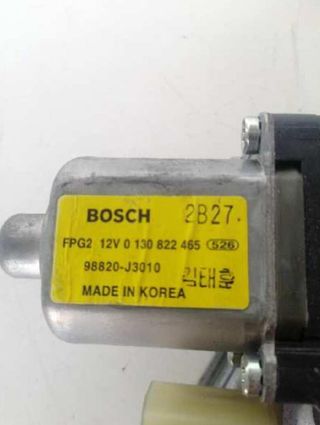 BOSCH 2B27.
FPG2 12V 0 130 822 465 526
98820-J3010
MADE IN KOREA